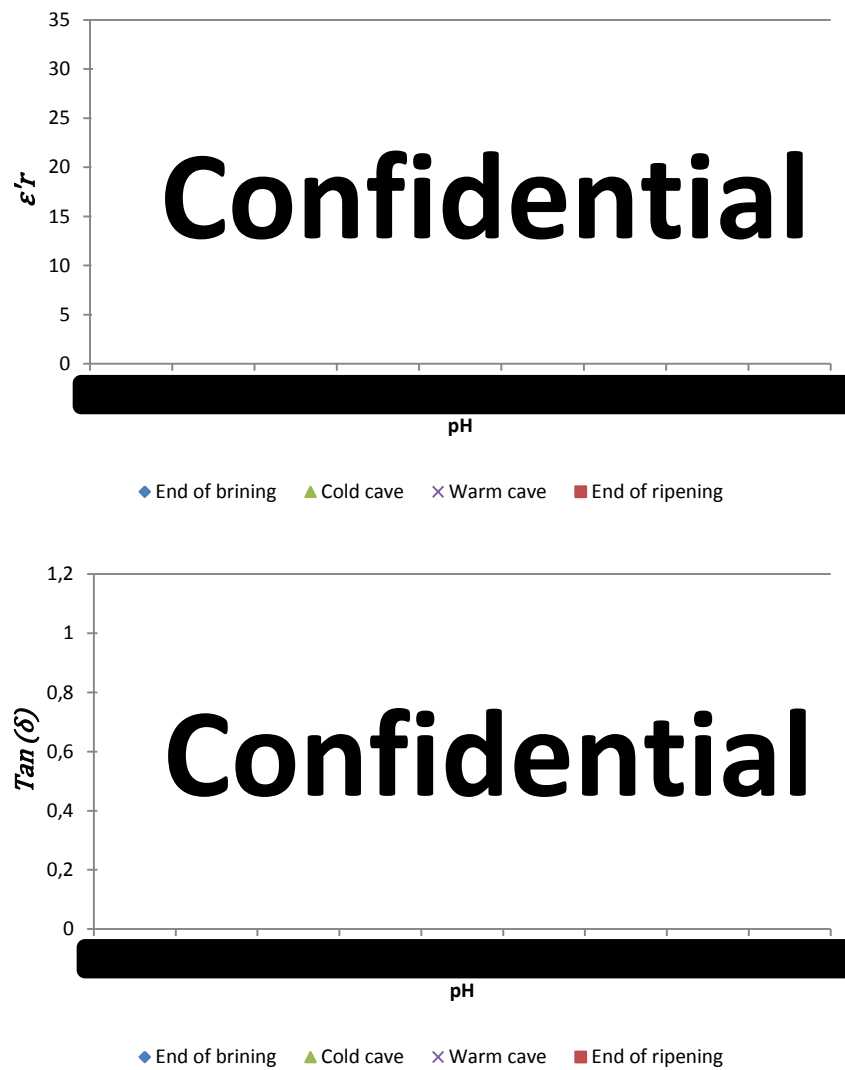 35
30
25
20
15
10
5
0
ε'r
Confidential
pH
End of brining Cold cave Warm cave End of ripening
1,2
1
0,8
0,6
0,4
0,2
0
Tan (δ)
Confidential
pH
End of brining Cold cave Warm cave End of ripening